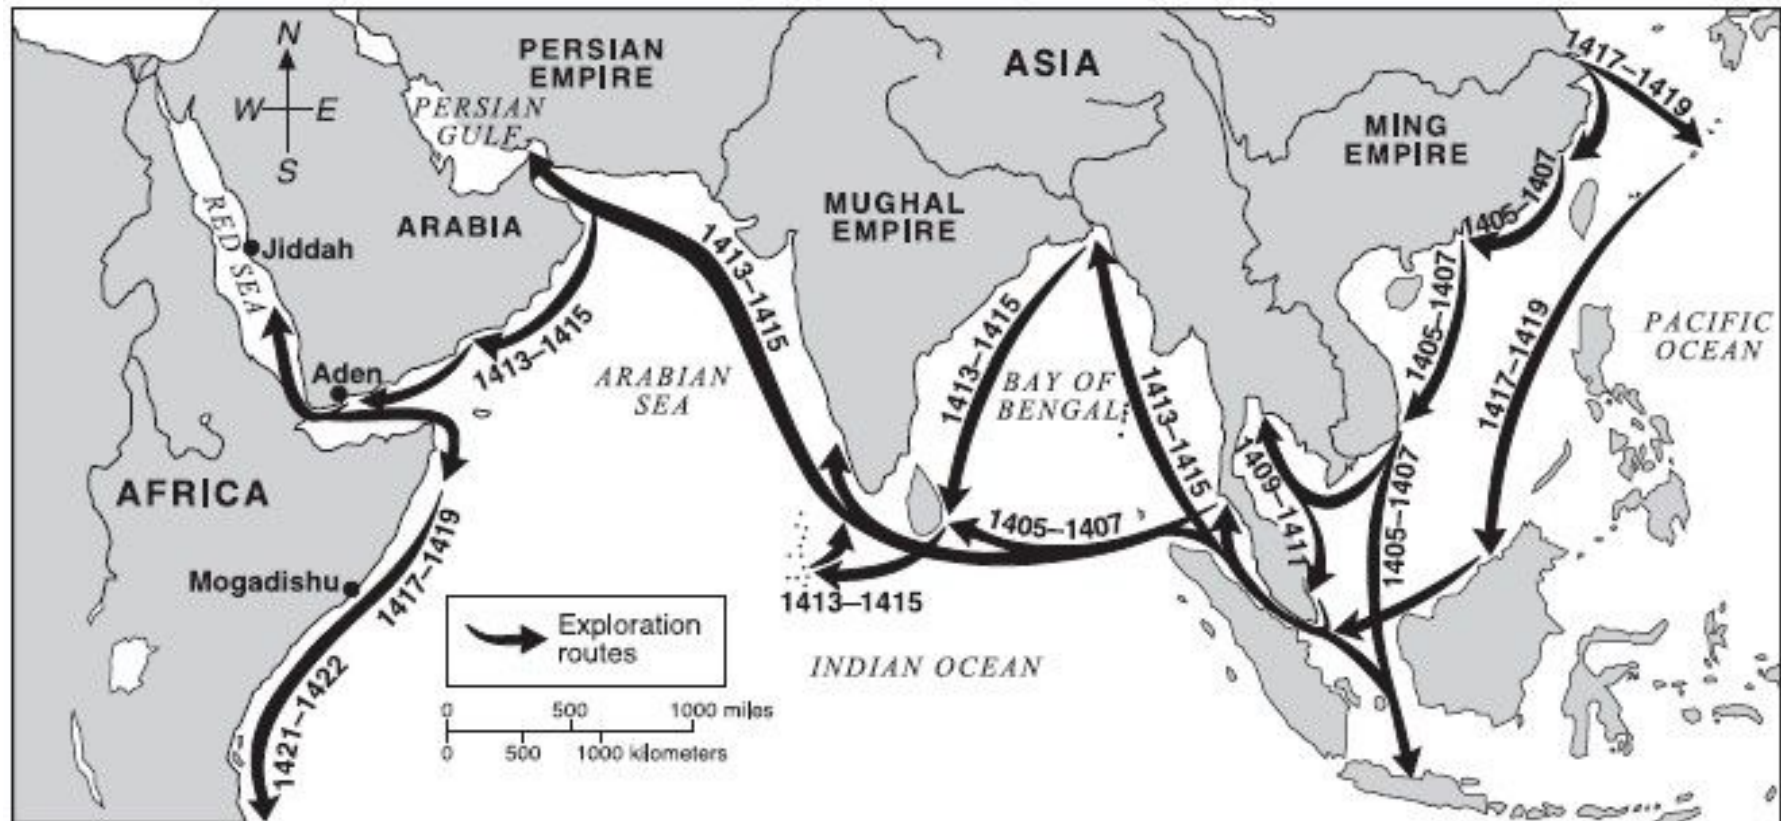 N
W
E
S
PERSIAN
EMPIRE
ASIA
PERSIAN
GULF
MING
EMPIRE
1417–1419
1405–1407
1405–1407
1405–1407
1417–1419
PACIFIC
OCEAN
RED SEA
Jiddah
ARABIA
MUGHAL
EMPIRE
1413–1415
1413–1415
Aden
ARABIAN
SEA
1413–1415
BAY OF
BENGAL
1413–1415
1409–1411
1405–1407
AFRICA
1417–1419
Mogadishu
1421–1422
1405–1407
1413–1415
Exploration
routes
INDIAN OCEAN
0 500 1000 miles
0 500 1000 kilometers